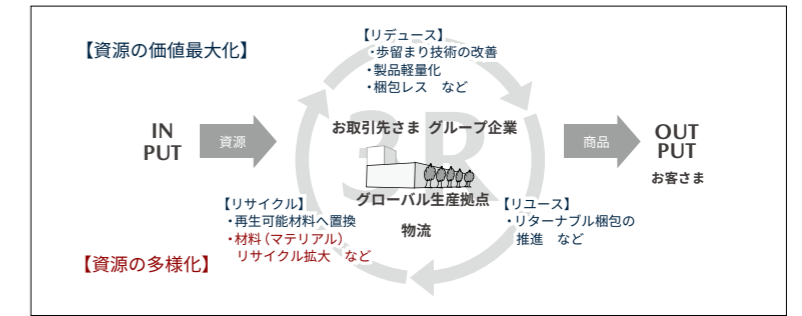 【資源の価値最大化】
【リデュース】
・歩留まり技術の改善
・製品軽量化
・梱包レス など
3R
IN
PUT
資源
お取引先さま グループ企業
グローバル生産拠点
物流
商品
OUT
PUT
お客さま
【リサイクル】
・再生可能材料へ置換
・材料(マテリアル)
リサイクル拡大 など
【リユース】
・リターナブル梱包の
推進 など
【資源の多様化】